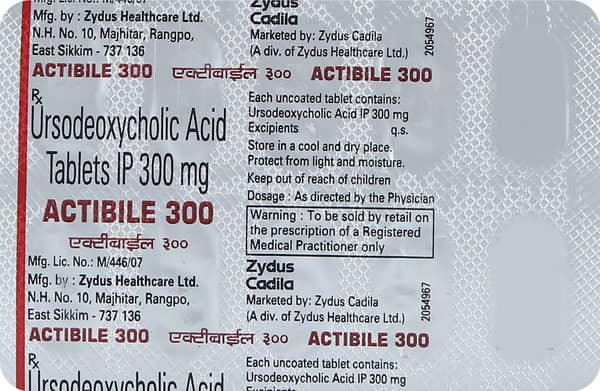 Mfg. Lic. No.: M/446/07
Mfg. by : Zydus Healthcare Ltd.
N.H. No. 10, Majhitar, Rangpo,
East Sikkim - 737 136
Zydus
Cadila
Marketed by: Zydus Cadila
(A div. of Zydus Healthcare Ltd.)
2054967
ACTIBILE 300 एक्टीबाईल ३०० ACTIBILE 300
Rx
Ursodeoxycholic Acid
Tablets IP 300 mg
ACTIBILE 300
एक्टीबाईल ३००
Each uncoated tablet contains:
Ursodeoxycholic Acid IP 300 mg
Excipients q.s.
Store in a cool and dry place.
Protect from light and moisture.
Keep out of reach of children
Dosage : As directed by the Physician
Warning : To be sold by retail on
the prescription of a Registered
Medical Practitioner only
Mfg. Lic. No.: M/446/07
Mfg. by : Zydus Healthcare Ltd.
N.H. No. 10, Majhitar, Rangpo,
East Sikkim - 737 136
Zydus
Cadila
Marketed by: Zydus Cadila
(A div. of Zydus Healthcare Ltd.)
2054967
ACTIBILE 300 एक्टीबाईल ३०० ACTIBILE 300
Rx
Ursodeoxycholic Acid
Each uncoated tablet contains:
Ursodeoxycholic Acid IP 300 mg